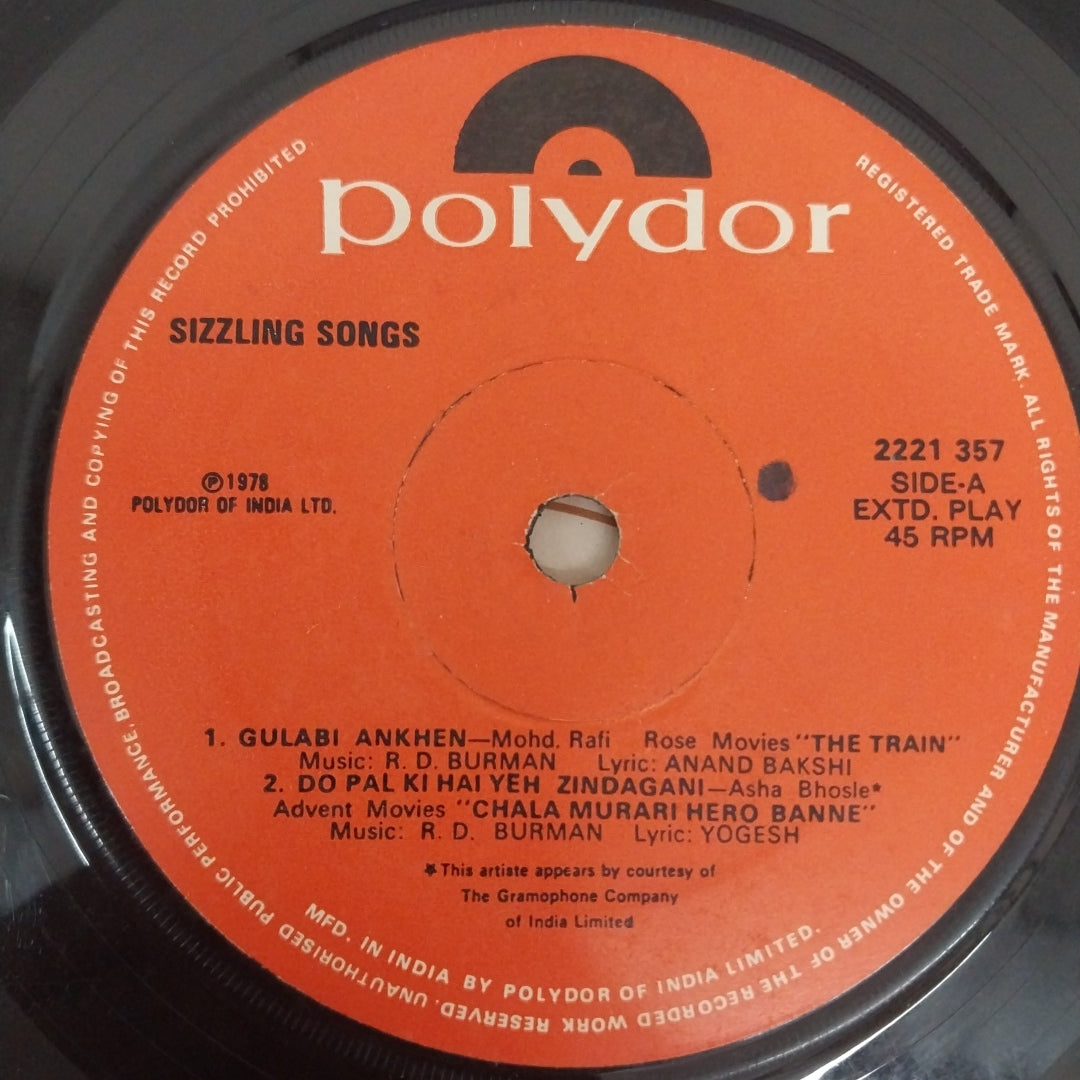 polydor
SIZZLING SONGS
℗1978
POLYDOR OF INDIA LTD.
2221 357
SIDE-A
EXTD. PLAY
45 RPM
1. GULABI ANKHEN—Mohd. Rafi Rose Movies "THE TRAIN"
Music: R. D. BURMAN Lyric: ANAND BAKSHI
2. DO PAL KI HAI YEH ZINDAGANI—Asha Bhosle*
Advent Movies "CHALA MURARI HERO BANNE"
Music: R. D. BURMAN Lyric: YOGESH
*This artiste appears by courtesy of
The Gramophone Company
of India Limited
MFD. IN INDIA BY POLYDOR OF INDIA LIMITED.
REGISTERED TRADE MARK. ALL RIGHTS OF THE MANUFACTURER AND OF THE OWNER OF THE RECORDED WORK RESERVED. UNAUTHORISED PUBLIC PERFORMANCE, BROADCASTING AND COPYING OF THIS RECORD PROHIBITED